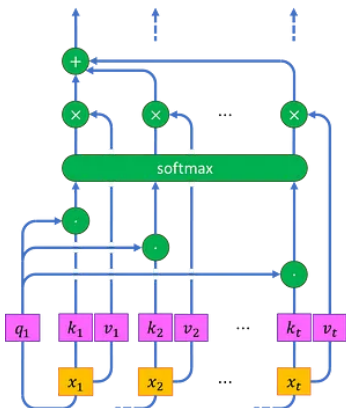 +
× × ... ×
softmax
·
·
·
q₁ k₁ v₁ k₂ v₂ ... kₜ vₜ
x₁ x₂ ... xₜ